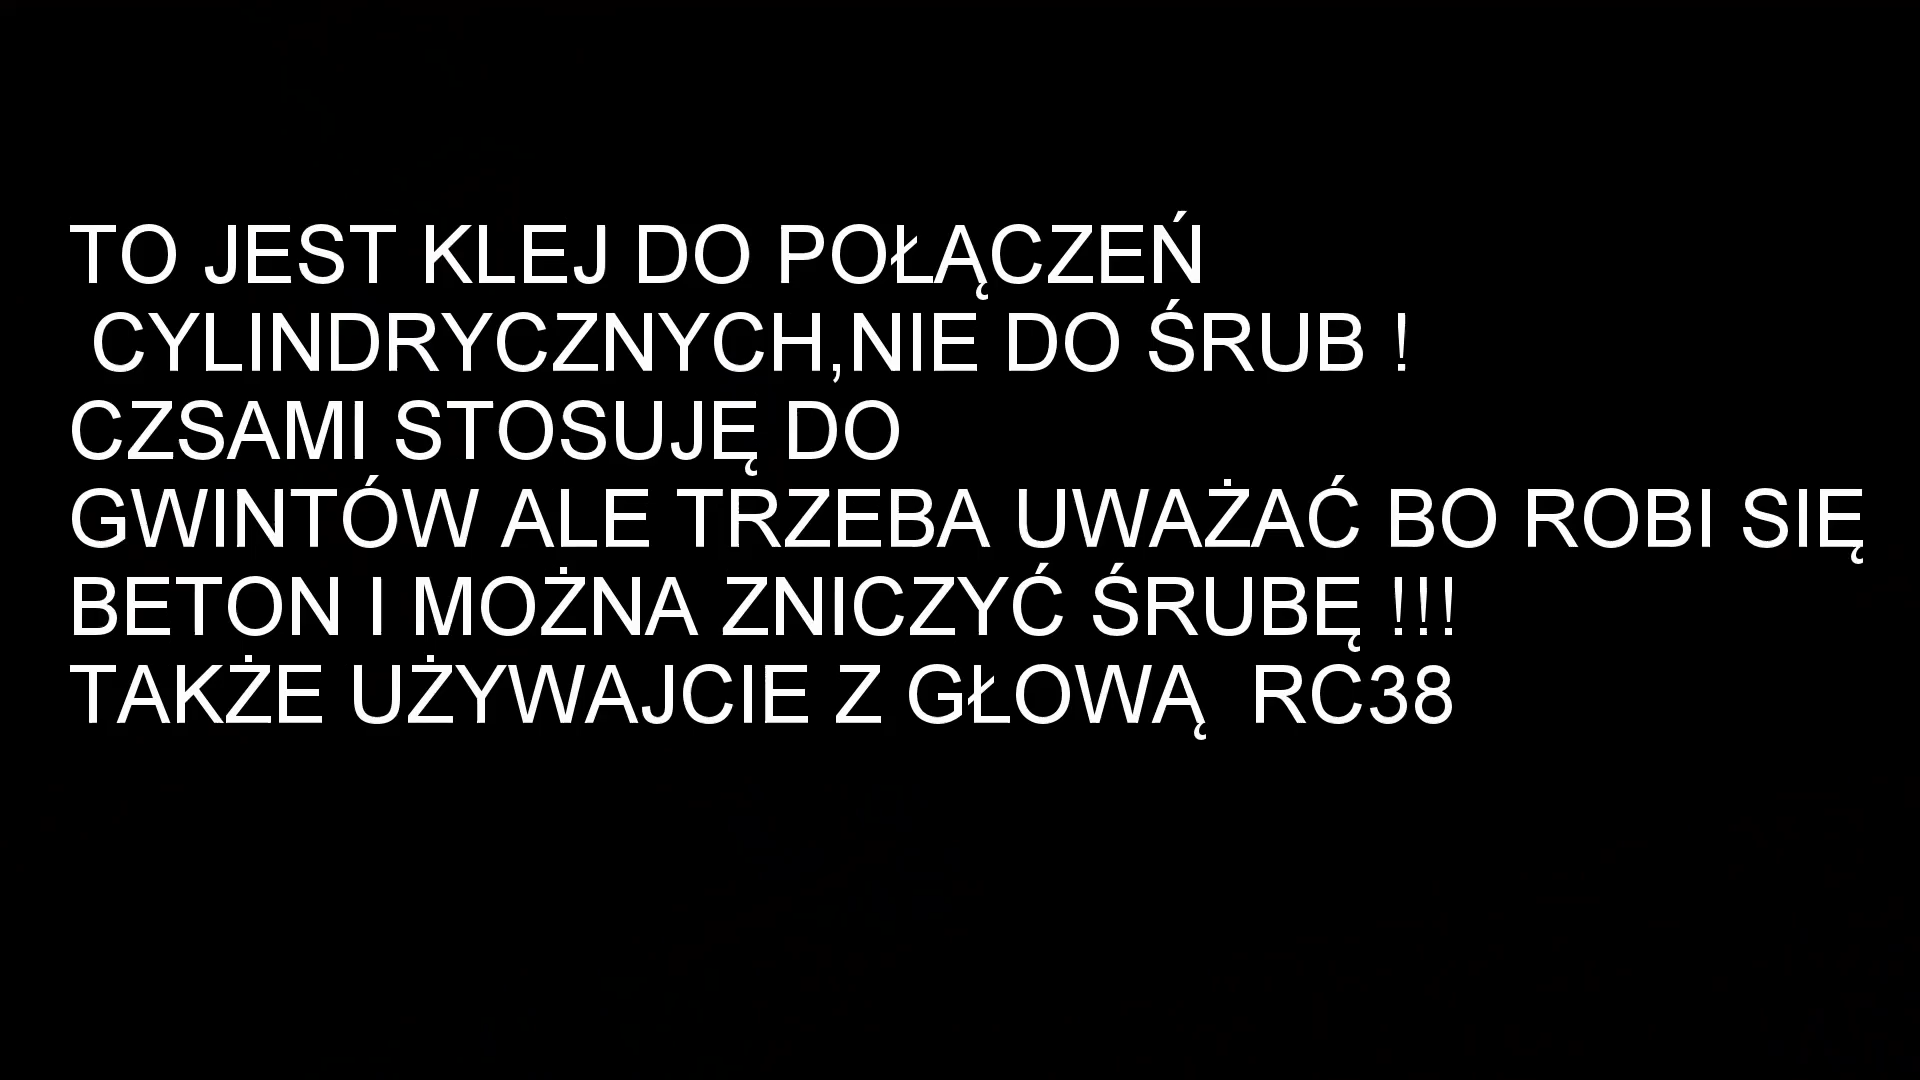 TO JEST KLEJ DO POŁĄCZEŃ
CYLINDRYCZNYCH,NIE DO ŚRUB !
CZSAMI STOSUJĘ DO
GWINTÓW ALE TRZEBA UWAŻAĆ BO ROBI SIĘ
BETON I MOŻNA ZNICZYĆ ŚRUBĘ !!!
TAKŻE UŻYWAJCIE Z GŁOWĄ  RC38